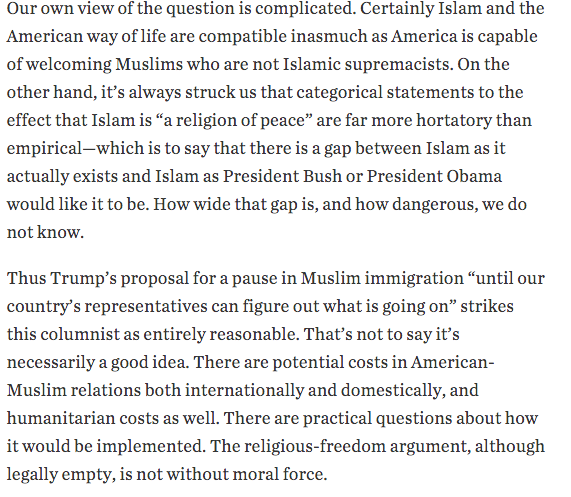 Our own view of the question is complicated. Certainly Islam and the
American way of life are compatible inasmuch as America is capable
of welcoming Muslims who are not Islamic supremacists. On the
other hand, it’s always struck us that categorical statements to the
effect that Islam is “a religion of peace” are far more hortatory than
empirical—which is to say that there is a gap between Islam as it
actually exists and Islam as President Bush or President Obama
would like it to be. How wide that gap is, and how dangerous, we do
not know.
Thus Trump’s proposal for a pause in Muslim immigration “until our
country’s representatives can figure out what is going on” strikes
this columnist as entirely reasonable. That’s not to say it’s
necessarily a good idea. There are potential costs in American-
Muslim relations both internationally and domestically, and
humanitarian costs as well. There are practical questions about how
it would be implemented. The religious-freedom argument, although
legally empty, is not without moral force.